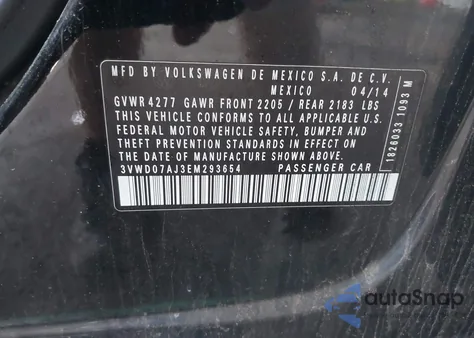 MFD BY VOLKSWAGEN DE MEXICO S.A. DE C.V.
MEXICO 04/14
GVWR 4277 GAWR FRONT 2205 / REAR 2183 LBS
THIS VEHICLE CONFORMS TO ALL APPLICABLE U.S.
FEDERAL MOTOR VEHICLE SAFETY, BUMPER AND
THEFT PREVENTION STANDARDS IN EFFECT ON THE
DATE OF MANUFACTURE SHOWN ABOVE.
3VWD07AJ3EM293654 PASSENGER CAR
1826033 1093 M
autoSnap